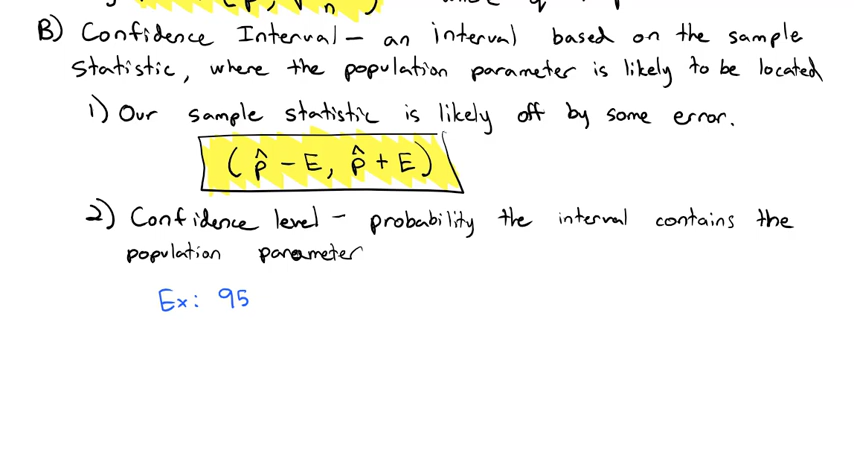 B) Confidence Interval – an interval based on the sample
statistic, where the population parameter is likely to be located
1) Our sample statistic is likely off by some error.
(p̂ – E, p̂ + E)
2) Confidence level – probability the interval contains the
population parameter
Ex: 95